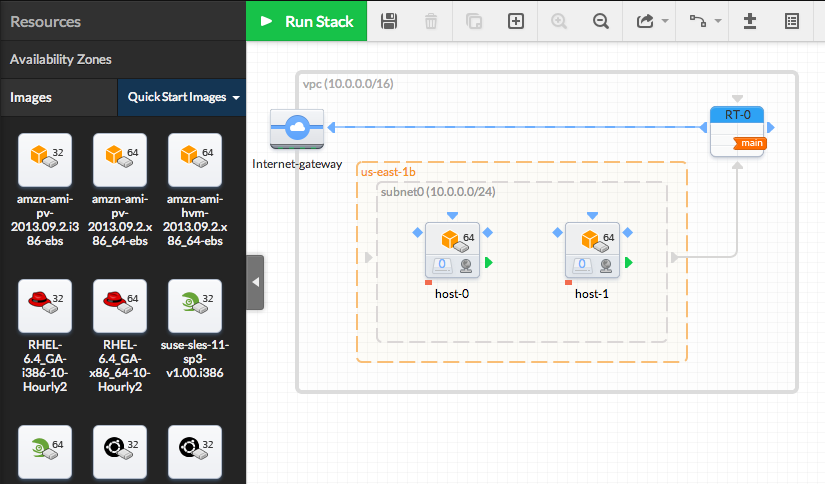 Resources
Run Stack
Availability Zones
Images
Quick Start Images
32
64
64
amzn-ami-
pv-
2013.09.2.i3
86-ebs
amzn-ami-
pv-
2013.09.2.x
86_64-ebs
amzn-ami-
hvm-
2013.09.2.x
86_64-ebs
32
64
32
RHEL-
6.4_GA-
i386-10-
Hourly2
RHEL-
6.4_GA-
x86_64-10-
Hourly2
suse-sles-11-
sp3-
v1.00.i386
64
32
32
vpc (10.0.0.0/16)
Internet-gateway
RT-0
main
us-east-1b
subnet0 (10.0.0.0/24)
64
0
host-0
64
0
host-1